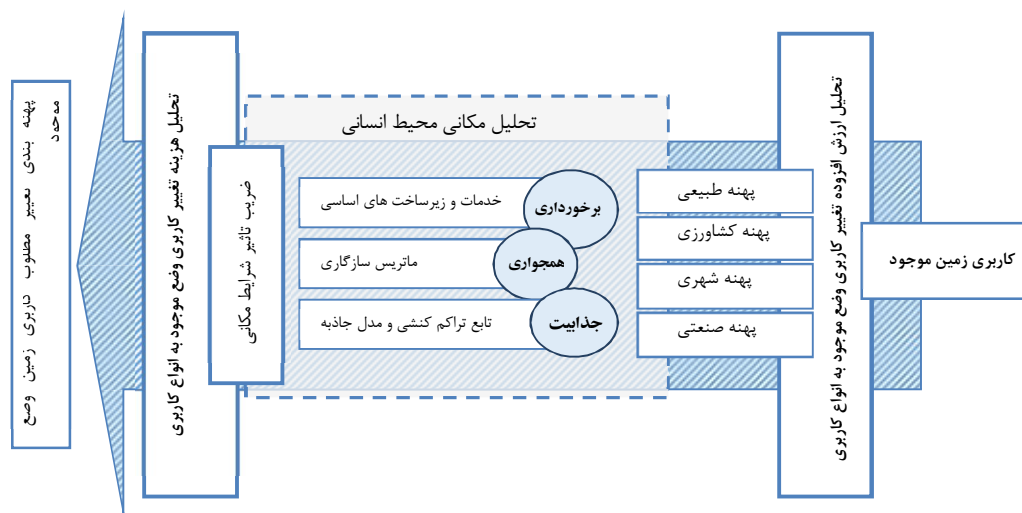 کاربری زمین موجود
تحلیل ارزش افزوده تغییر کاربری وضع موجود به انواع کاربری
پهنه طبیعی
پهنه کشاورزی
پهنه شهری
پهنه صنعتی
تحلیل مکانی محیط انسانی
برخورداری
خدمات و زیرساخت های اساسی
همجواری
ماتریس سازگاری
جذابیت
تابع تراکم کنشی و مدل جاذبه
ضریب تاثیر شرایط مکانی
تحلیل هزینه تغییر کاربری وضع موجود به انواع کاربری
پهنه بندی تغییر مطلوب کاربری زمین وضع
موجود